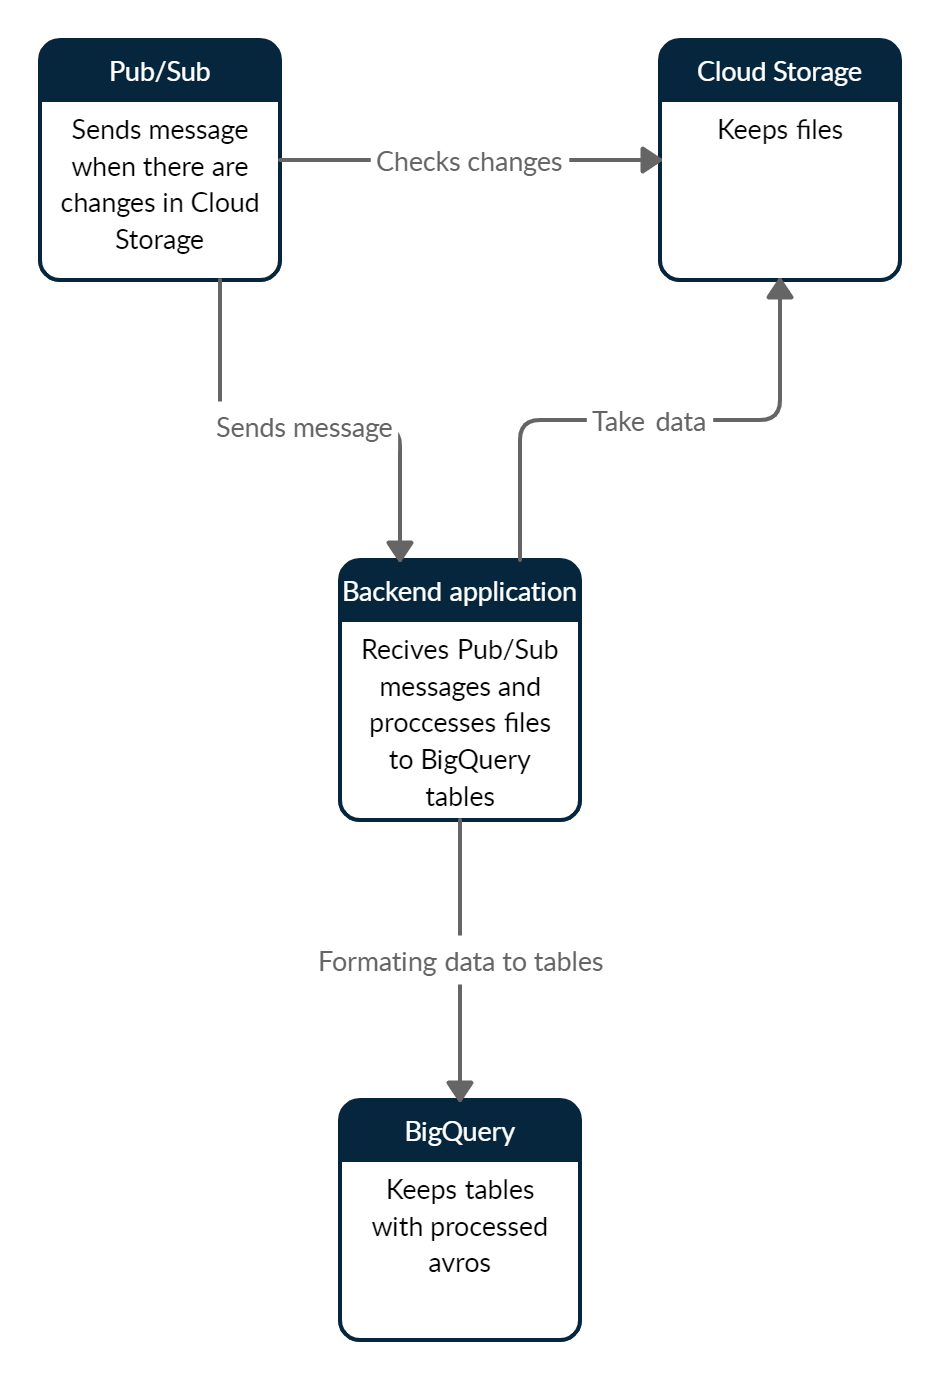 Pub/Sub
Sends message
when there are
changes in Cloud
Storage
Checks changes
Cloud Storage
Keeps files
Sends message
Take data
Backend application
Recives Pub/Sub
messages and
proccesses files
to BigQuery
tables
Formating data to tables
BigQuery
Keeps tables
with processed
avros